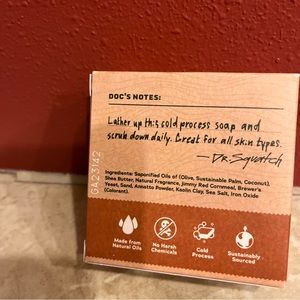 DOC'S NOTES:
Lather up this cold process soap and
scrub down daily. Great for all skin types.
— Dr. Squatch
Ingredients: Saponified Oils of (Olive, Sustainable Palm, Coconut),
Shea Butter, Natural Fragrance, Jimmy Red Cornmeal, Brewer's
Yeast, Sand, Annatto Powder, Kaolin Clay, Sea Salt, Iron Oxide
(Colorant).
GA23142
Made from
Natural Oils
No Harsh
Chemicals
Cold
Process
Sustainably
Sourced